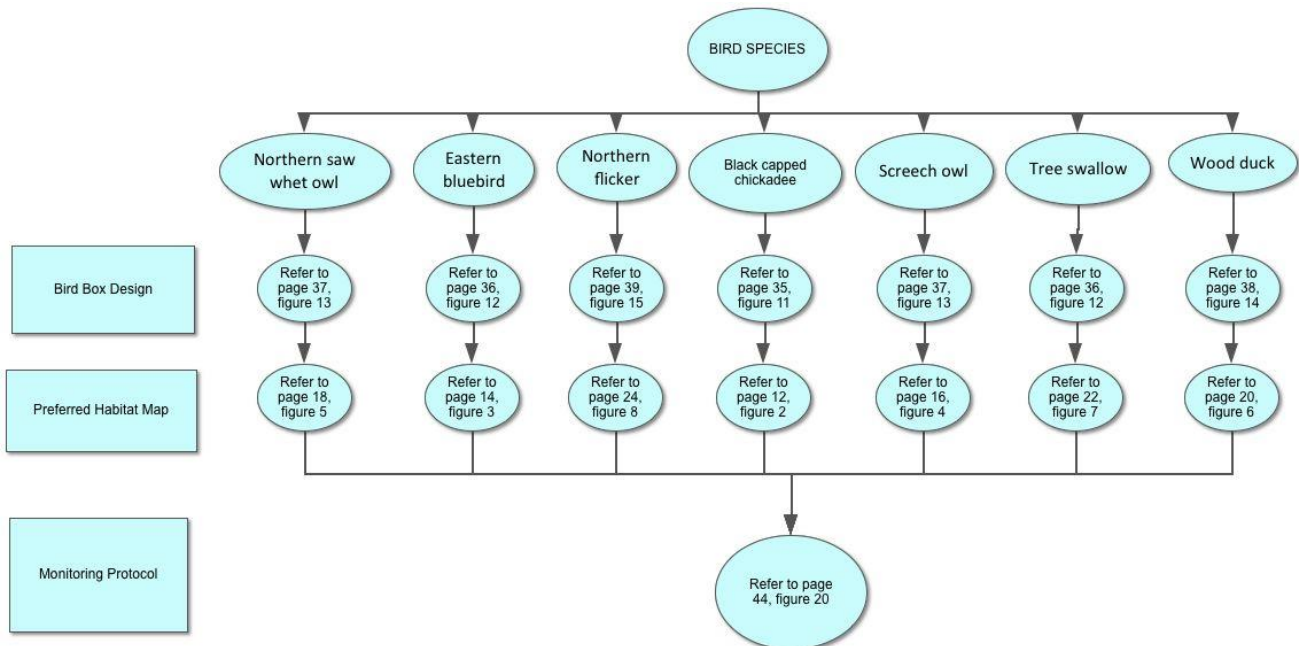 BIRD SPECIES
Northern saw
whet owl
Eastern
bluebird
Northern
flicker
Black capped
chickadee
Screech owl
Tree swallow
Wood duck
Bird Box Design
Refer to
page 37,
figure 13
Refer to
page 36,
figure 12
Refer to
page 39,
figure 15
Refer to
page 35,
figure 11
Refer to
page 37,
figure 13
Refer to
page 36,
figure 12
Refer to
page 38,
figure 14
Preferred Habitat Map
Refer to
page 18,
figure 5
Refer to
page 14,
figure 3
Refer to
page 24,
figure 8
Refer to
page 12,
figure 2
Refer to
page 16,
figure 4
Refer to
page 22,
figure 7
Refer to
page 20,
figure 6
Monitoring Protocol
Refer to page
44, figure 20